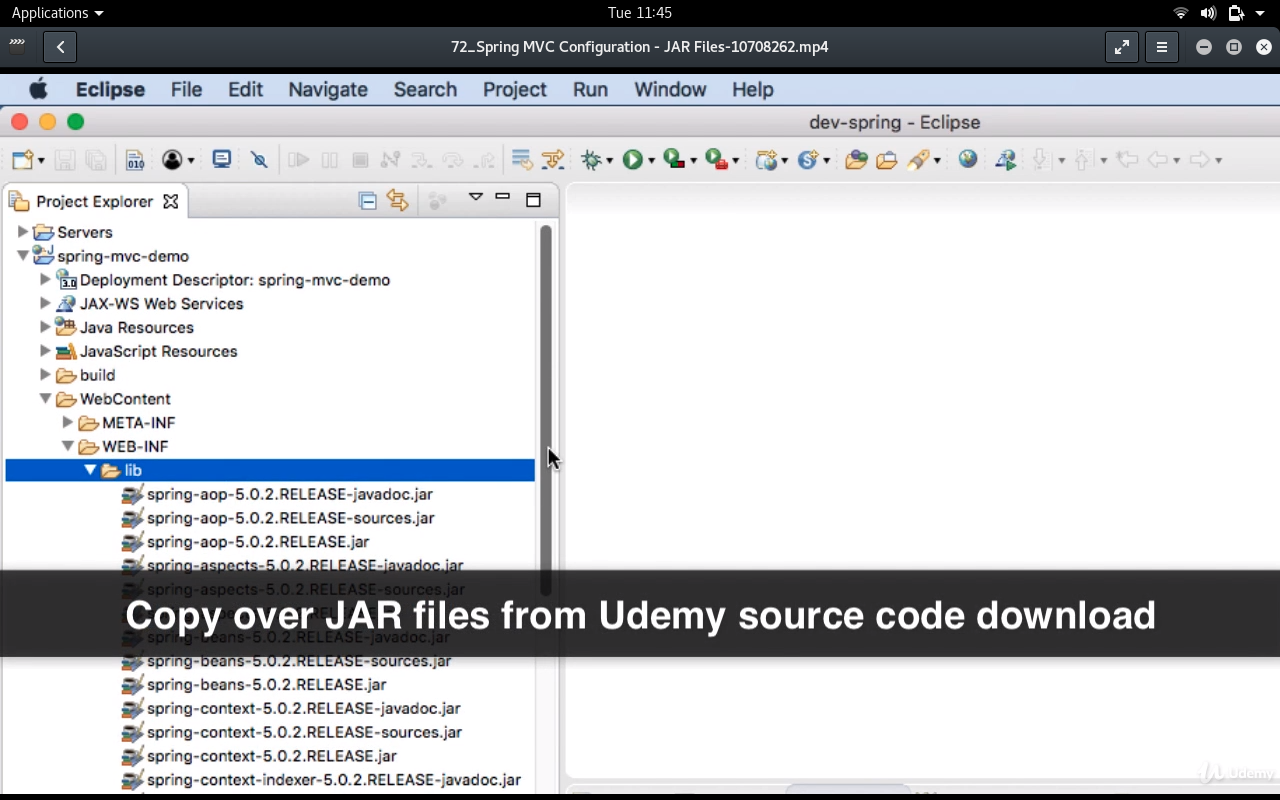 Applications
Tue 11:45
72_Spring MVC Configuration - JAR Files-10708262.mp4
Eclipse File Edit Navigate Search Project Run Window Help
dev-spring - Eclipse
010
Project Explorer
Servers
spring-mvc-demo
3.0 Deployment Descriptor: spring-mvc-demo
JAX-WS Web Services
Java Resources
JavaScript Resources
build
WebContent
META-INF
WEB-INF
lib
spring-aop-5.0.2.RELEASE-javadoc.jar
spring-aop-5.0.2.RELEASE-sources.jar
spring-aop-5.0.2.RELEASE.jar
spring-aspects-5.0.2.RELEASE-javadoc.jar
spring-aspects-5.0.2.RELEASE-sources.jar
Copy over JAR files from Udemy source code download
spring-beans-5.0.2.RELEASE-javadoc.jar
spring-beans-5.0.2.RELEASE-sources.jar
spring-beans-5.0.2.RELEASE.jar
spring-context-5.0.2.RELEASE-javadoc.jar
spring-context-5.0.2.RELEASE-sources.jar
spring-context-5.0.2.RELEASE.jar
spring-context-indexer-5.0.2.RELEASE-javadoc.jar
Udemy